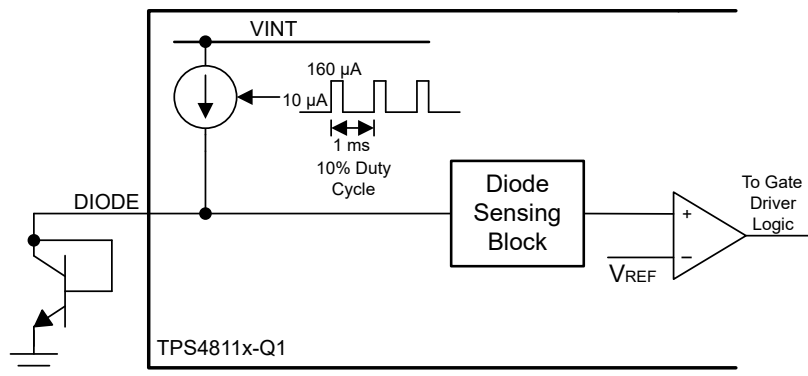 VINT
160 µA
10 µA
1 ms
10% Duty
Cycle
DIODE
Diode
Sensing
Block
+
−
VREF
To Gate
Driver
Logic
TPS4811x-Q1